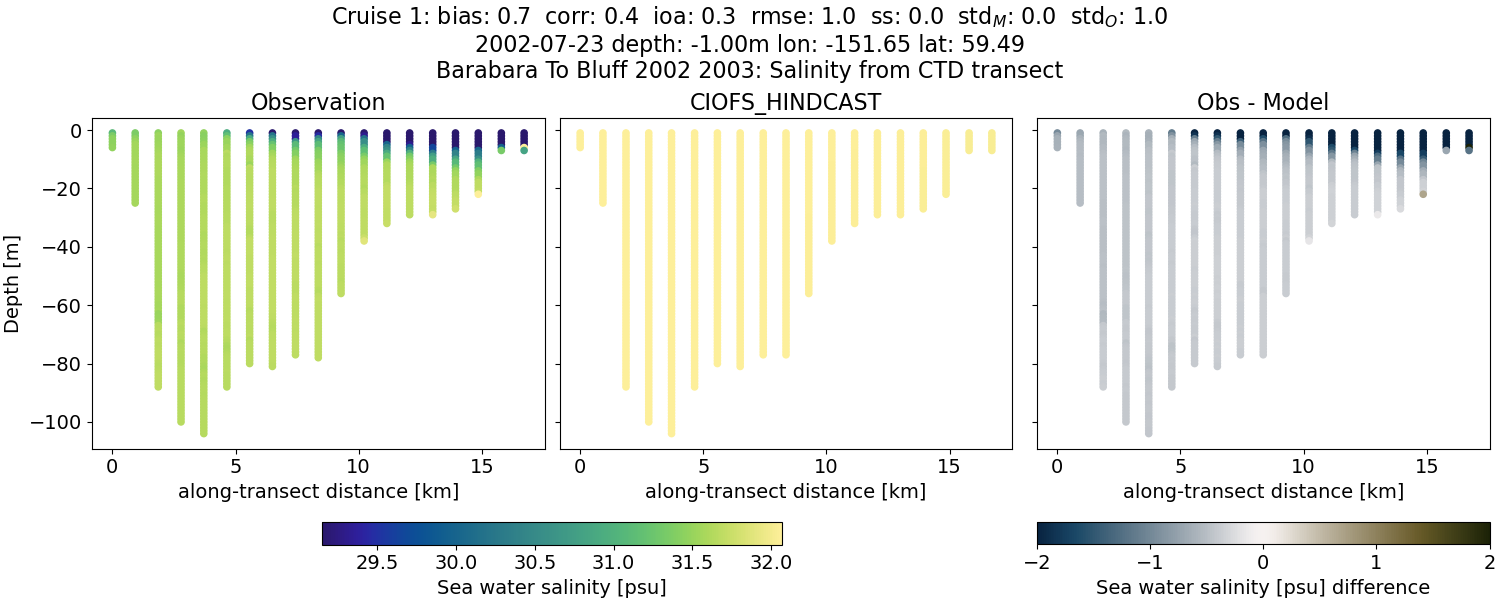 Cruise 1: bias: 0.7  corr: 0.4  ioa: 0.3  rmse: 1.0  ss: 0.0  std_M: 0.0  std_O: 1.0
2002-07-23 depth: -1.00m lon: -151.65 lat: 59.49
Barabara To Bluff 2002 2003: Salinity from CTD transect
Observation
CIOFS_HINDCAST
Obs - Model
Depth [m]
0
−20
−40
−60
−80
−100
0 5 10 15
0 5 10 15
0 5 10 15
along-transect distance [km]
along-transect distance [km]
along-transect distance [km]
29.5 30.0 30.5 31.0 31.5 32.0
Sea water salinity [psu]
−2 −1 0 1 2
Sea water salinity [psu] difference